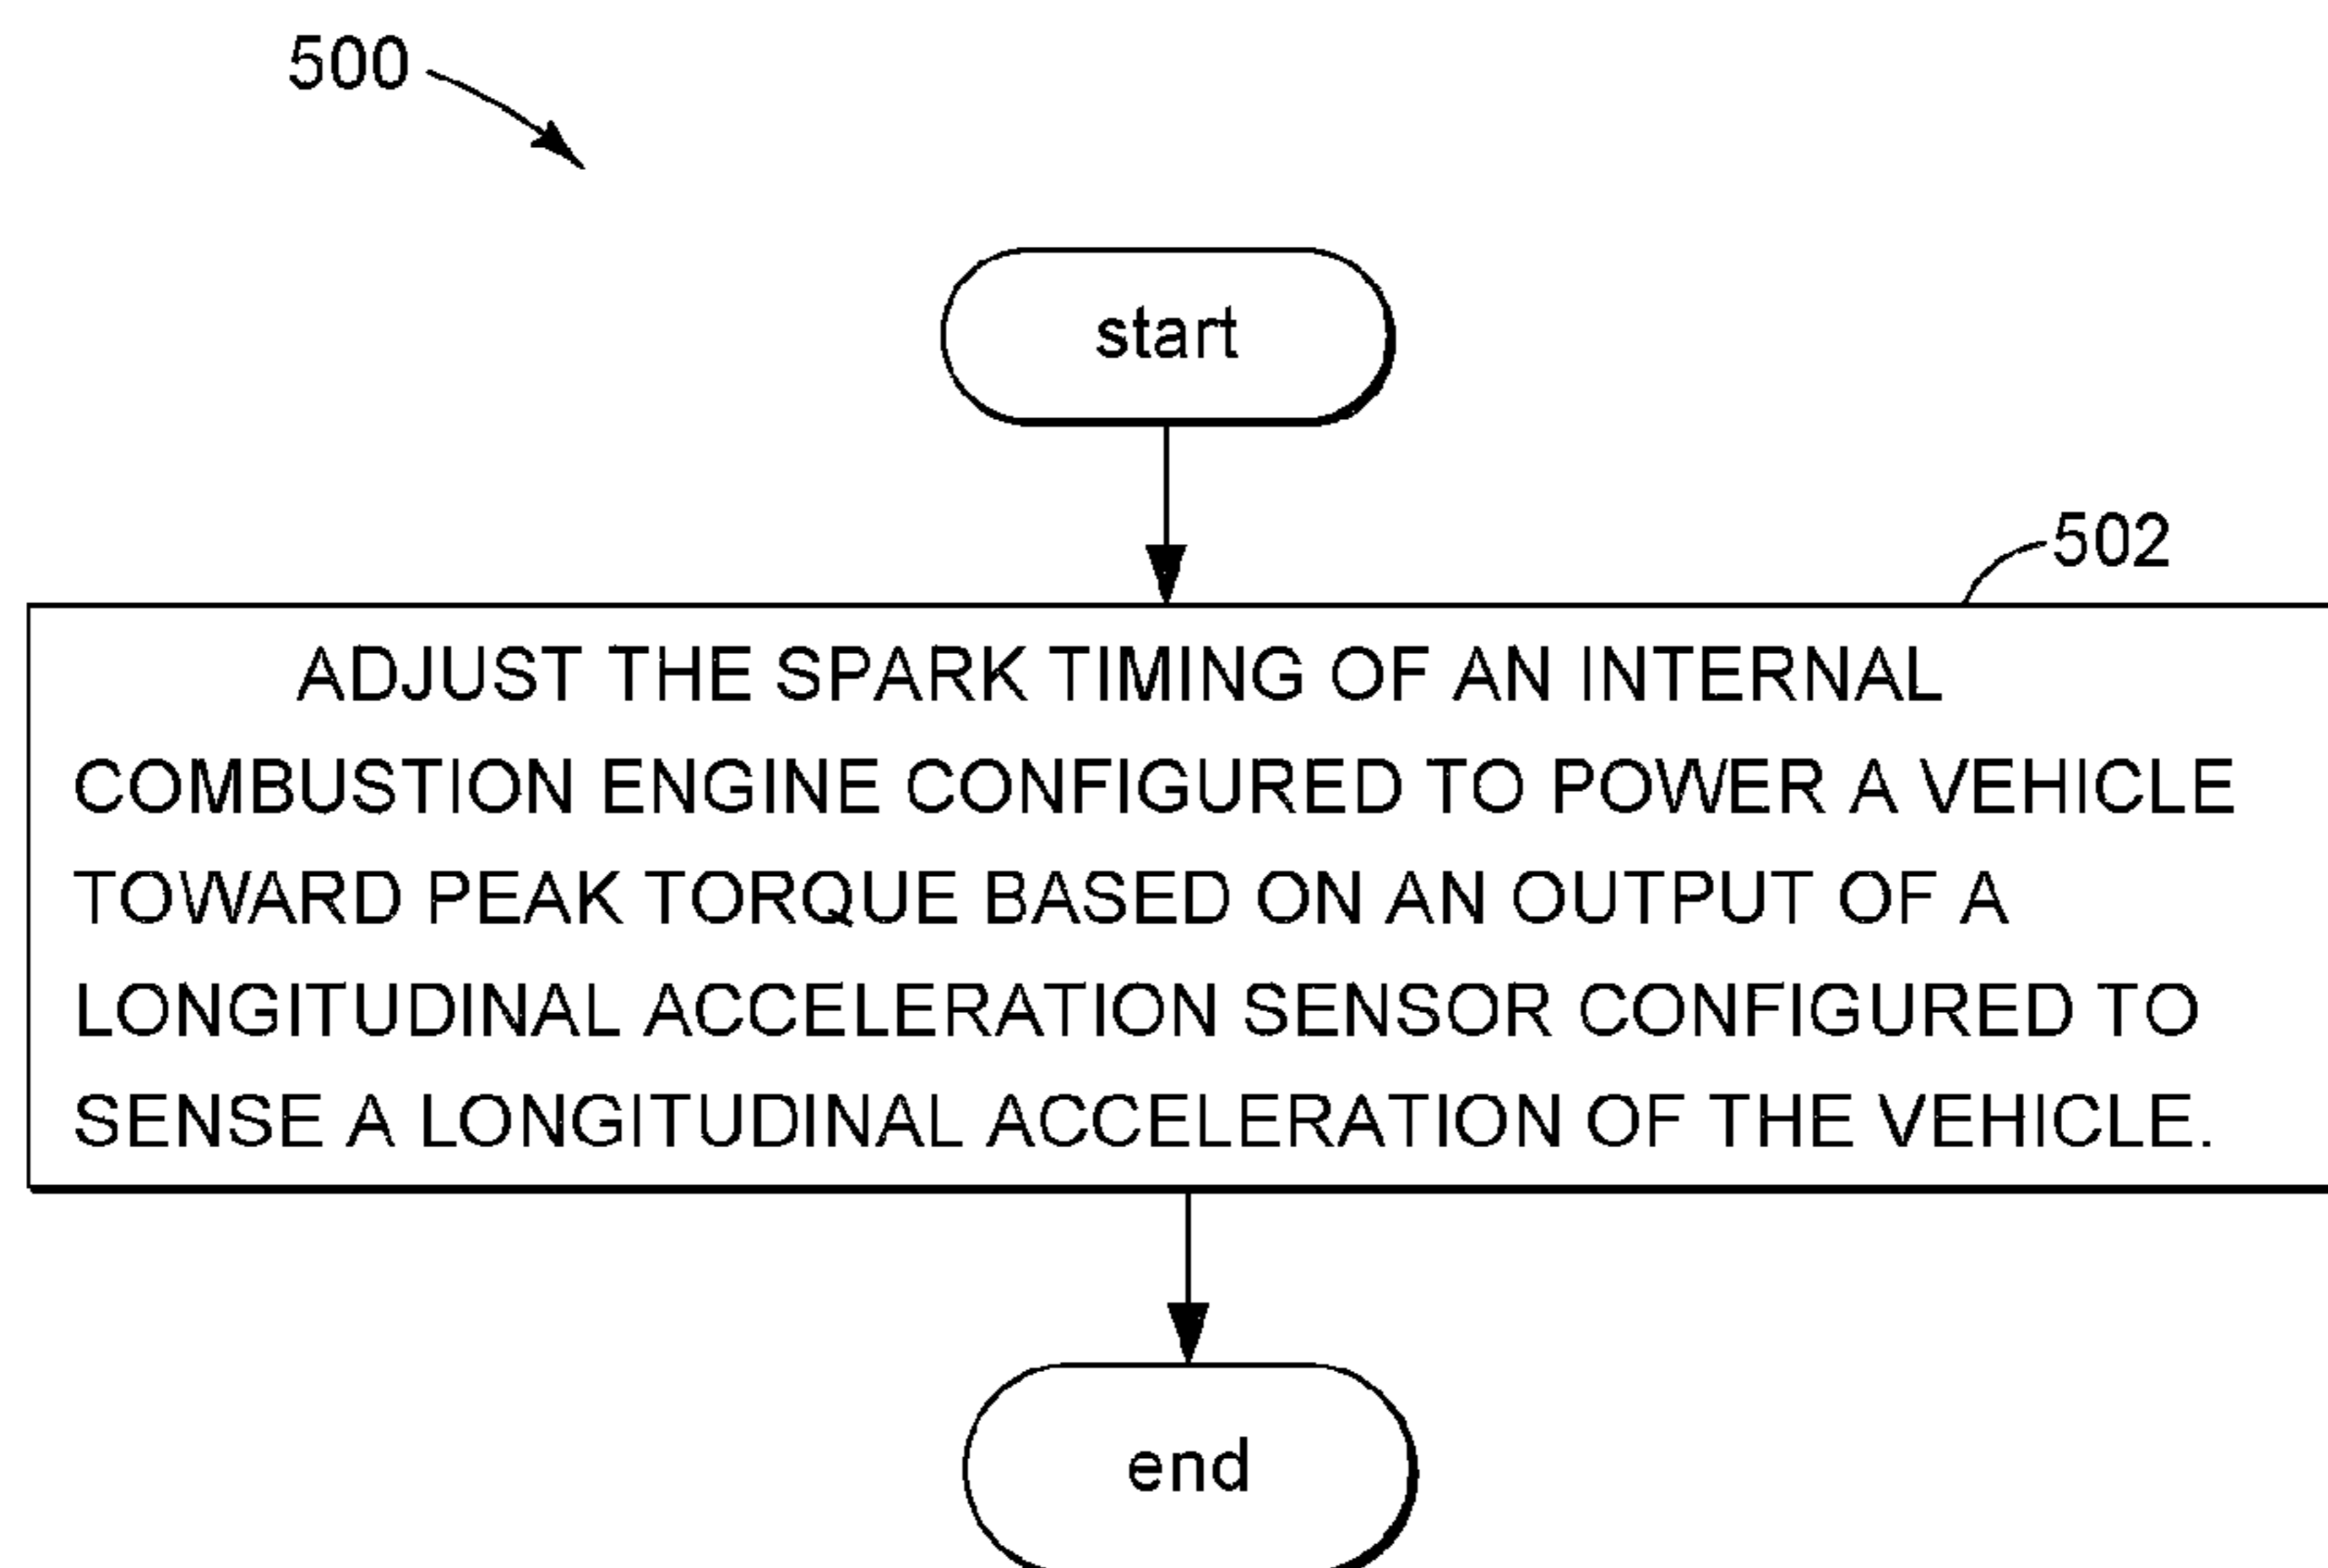 500
start
502
ADJUST THE SPARK TIMING OF AN INTERNAL
COMBUSTION ENGINE CONFIGURED TO POWER A VEHICLE
TOWARD PEAK TORQUE BASED ON AN OUTPUT OF A
LONGITUDINAL ACCELERATION SENSOR CONFIGURED TO
SENSE A LONGITUDINAL ACCELERATION OF THE VEHICLE.
end